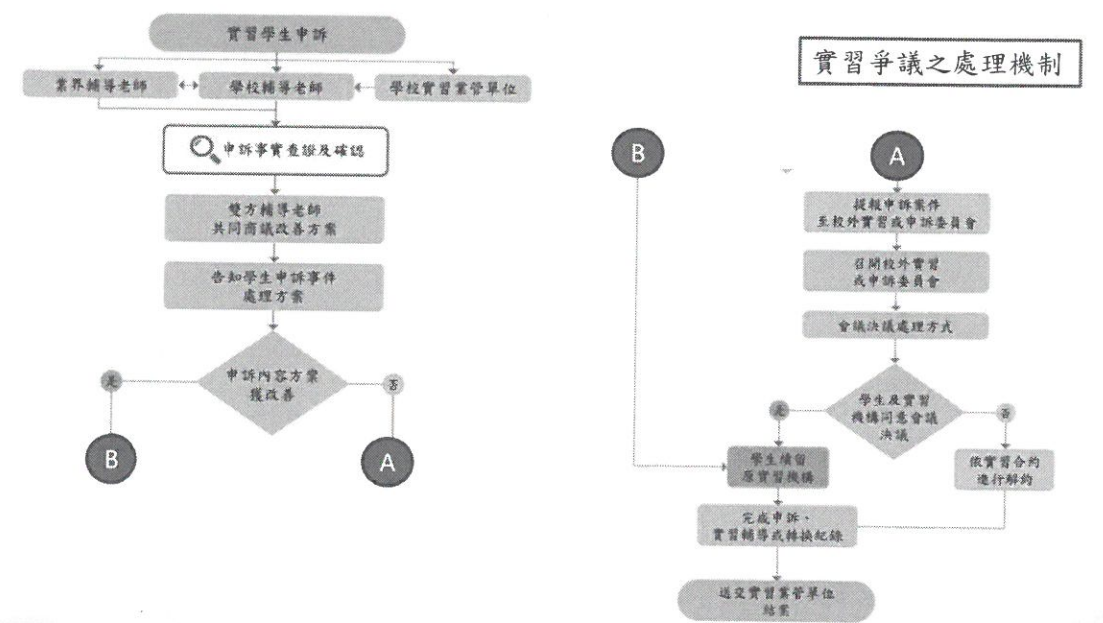 實習爭議之處理機制
實習學生申訴
業界輔導老師
學校輔導老師
學校實習業管單位
申訴事實查證及確認
雙方輔導老師
共同商議改善方案
告知學生申訴事件
處理方案
申訴內容方案
獲改善
是
否
B
A
B
A
提報申訴案件
至校外實習或申訴委員會
召開校外實習
或申訴委員會
會議決議處理方式
學生及實習
機構同意會議
決議
是
否
學生續留
原實習機構
依實習合約
進行解約
完成申訴、
實習輔導或轉換紀錄
送交實習業管單位
結案